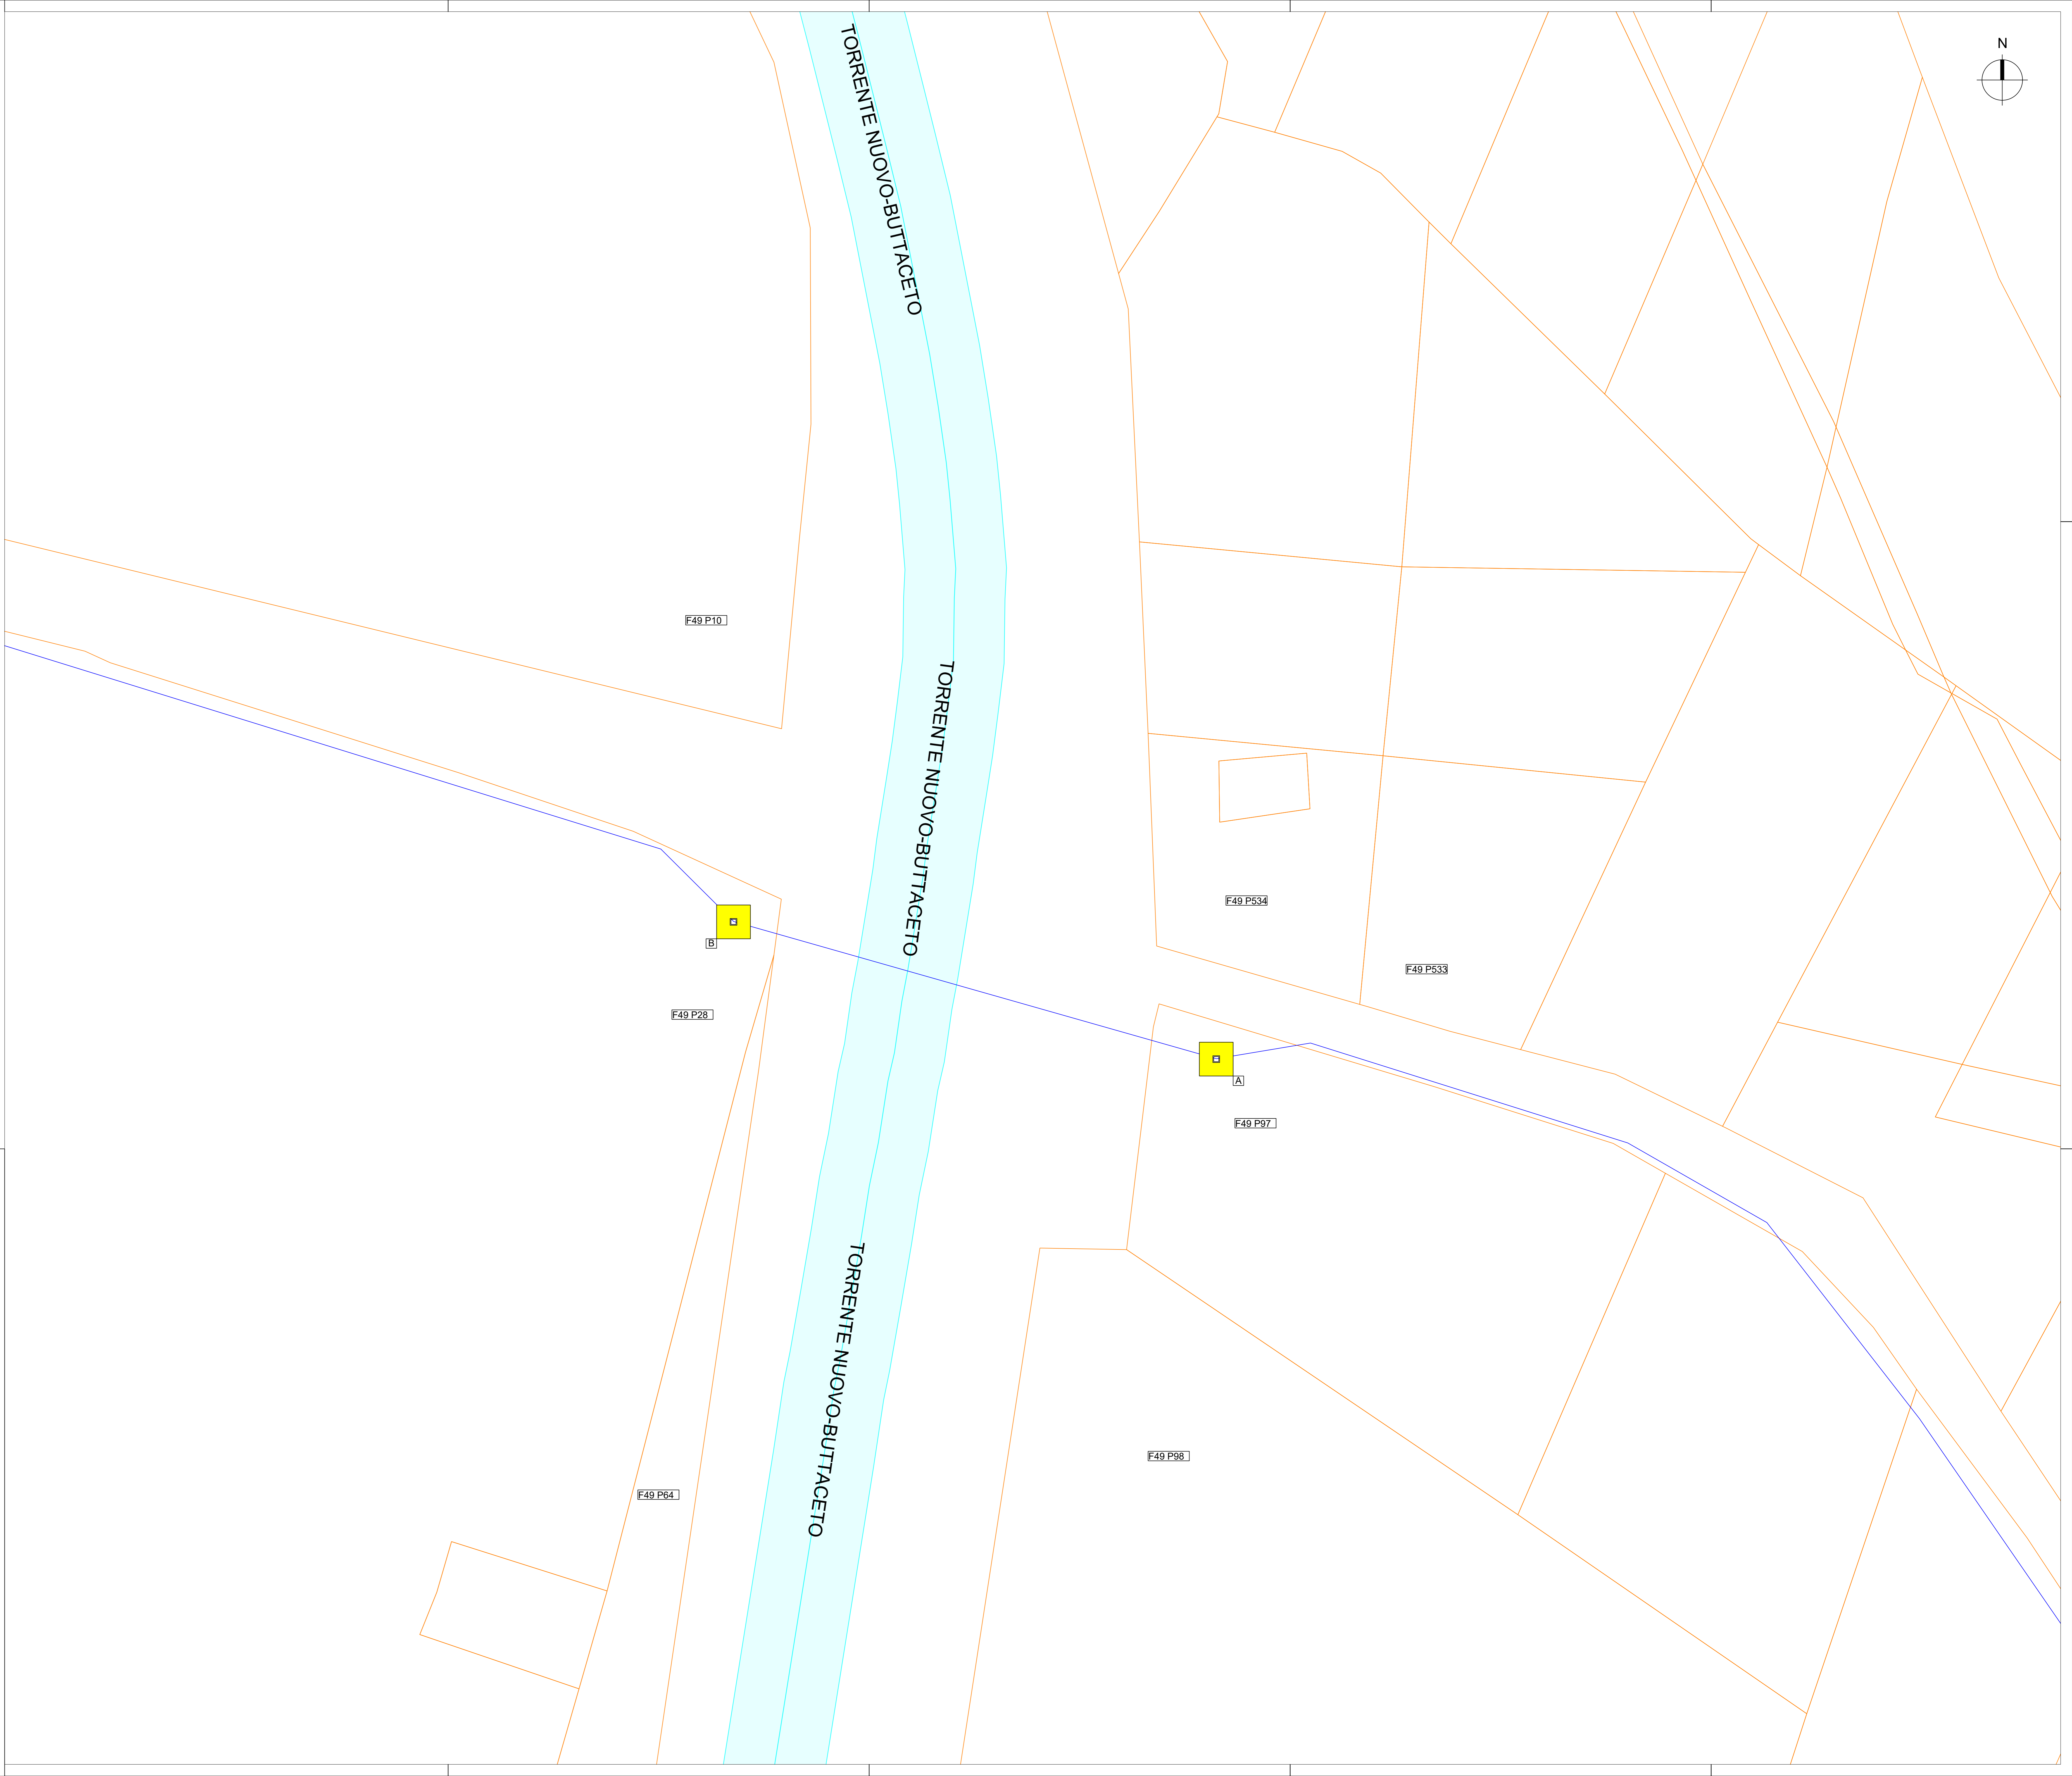 N
TORRENTE NUOVO-BUTTACETO
F49 P10
TORRENTE NUOVO-BUTTACETO
F49 P534
B
F49 P533
F49 P28
A
F49 P97
TORRENTE NUOVO-BUTTACETO
F49 P98
F49 P64